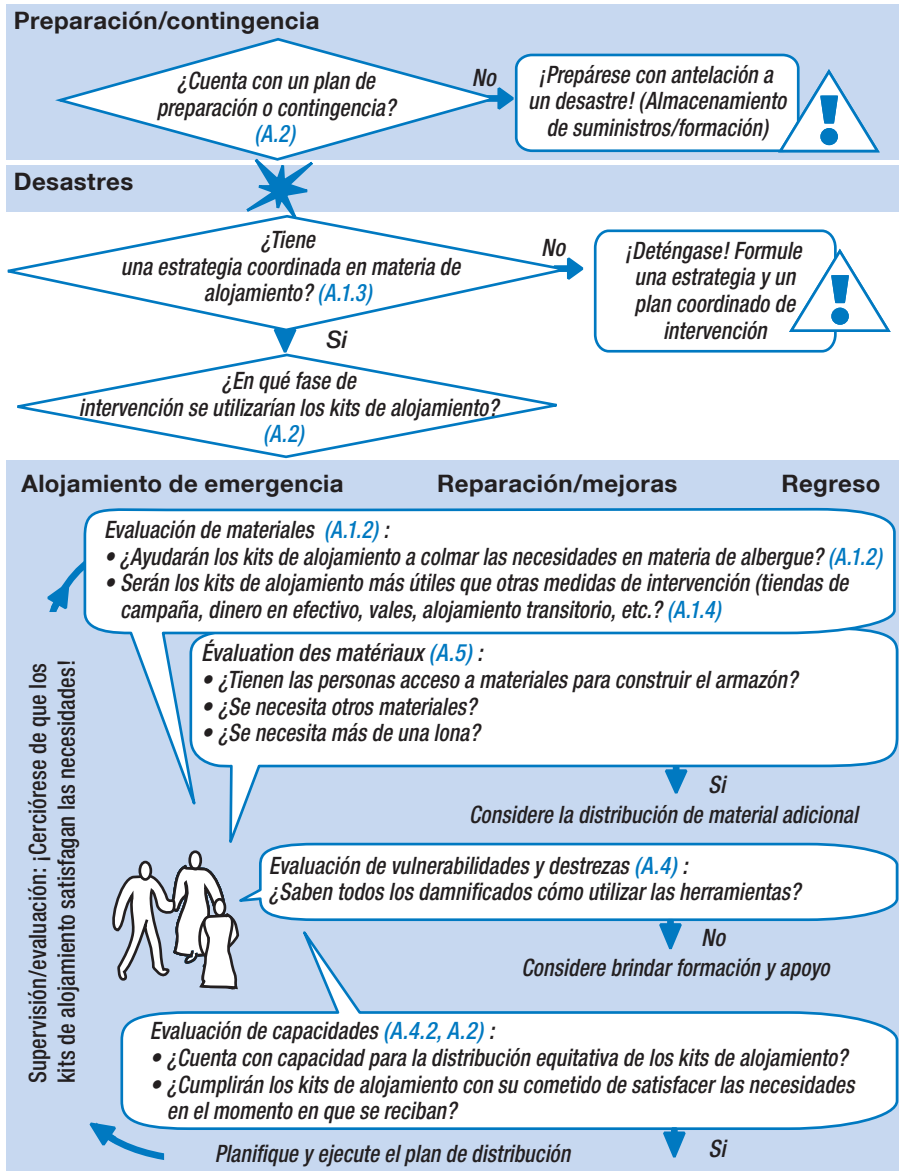 Preparación/contingencia
¿Cuenta con un plan de
preparación o contingencia?
(A.2)
No
¡Prepárese con antelación a
un desastre! (Almacenamiento
de suministros/formación)
!
Desastres
¿Tiene
una estrategia coordinada en materia de
alojamiento? (A.1.3)
No
¡Deténgase! Formule
una estrategia y un
plan coordinado de
intervención
!
Si
¿En qué fase de
intervención se utilizarían los kits de alojamiento?
(A.2)
Alojamiento de emergencia Reparación/mejoras Regreso
Evaluación de materiales (A.1.2) :
• ¿Ayudarán los kits de alojamiento a colmar las necesidades en materia de albergue? (A.1.2)
• Serán los kits de alojamiento más útiles que otras medidas de intervención (tiendas de
campaña, dinero en efectivo, vales, alojamiento transitorio, etc.? (A.1.4)
Évaluation des matériaux (A.5) :
• ¿Tienen las personas acceso a materiales para construir el armazón?
• ¿Se necesita otros materiales?
• ¿Se necesita más de una lona?
Si
Considere la distribución de material adicional
Evaluación de vulnerabilidades y destrezas (A.4) :
¿Saben todos los damnificados cómo utilizar las herramientas?
No
Considere brindar formación y apoyo
Evaluación de capacidades (A.4.2, A.2) :
• ¿Cuenta con capacidad para la distribución equitativa de los kits de alojamiento?
• ¿Cumplirán los kits de alojamiento con su cometido de satisfacer las necesidades
en el momento en que se reciban?
Si
Planifique y ejecute el plan de distribución
Supervisión/evaluación: ¡Cerciórese de que los
kits de alojamiento satisfagan las necesidades!